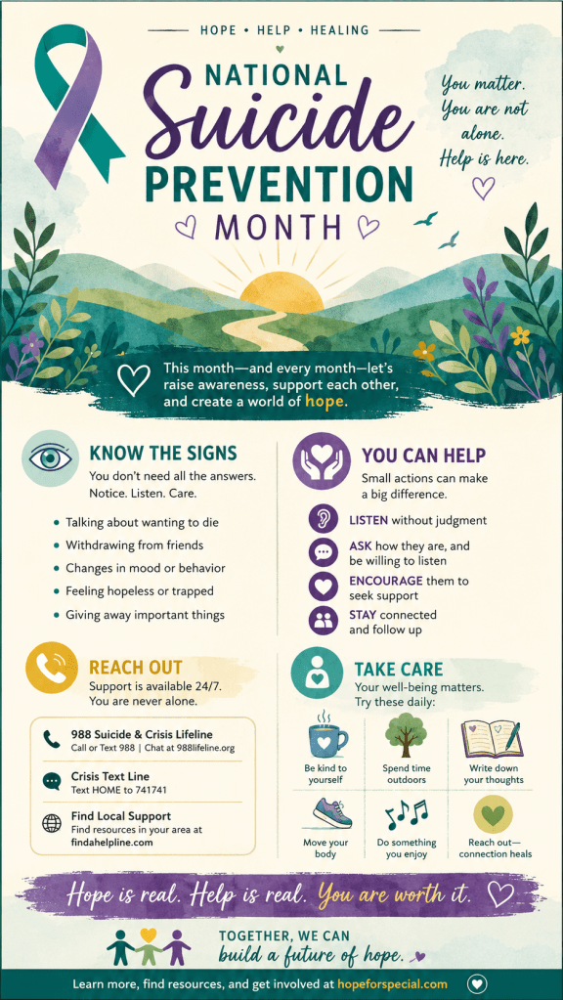 HOPE • HELP • HEALING
NATIONAL
Suicide
PREVENTION
MONTH
You matter.
You are not
alone.
Help is here.
This month—and every month—let's
raise awareness, support each other,
and create a world of hope.
KNOW THE SIGNS
You don't need all the answers.
Notice. Listen. Care.
• Talking about wanting to die
• Withdrawing from friends
• Changes in mood or behavior
• Feeling hopeless or trapped
• Giving away important things
YOU CAN HELP
Small actions can make
a big difference.
LISTEN without judgment
ASK how they are, and
be willing to listen
ENCOURAGE them to
seek support
STAY connected
and follow up
REACH OUT
Support is available 24/7.
You are never alone.
988 Suicide & Crisis Lifeline
Call or Text 988 | Chat at 988lifeline.org
Crisis Text Line
Text HOME to 741741
Find Local Support
Find resources in your area at
findahelpline.com
TAKE CARE
Your well-being matters.
Try these daily:
Be kind to
yourself
Spend time
outdoors
Write down
your thoughts
Move your
body
Do something
you enjoy
Reach out—
connection heals
Hope is real. Help is real. You are worth it.
TOGETHER, WE CAN
build a future of hope.
Learn more, find resources, and get involved at hopeforspecial.com